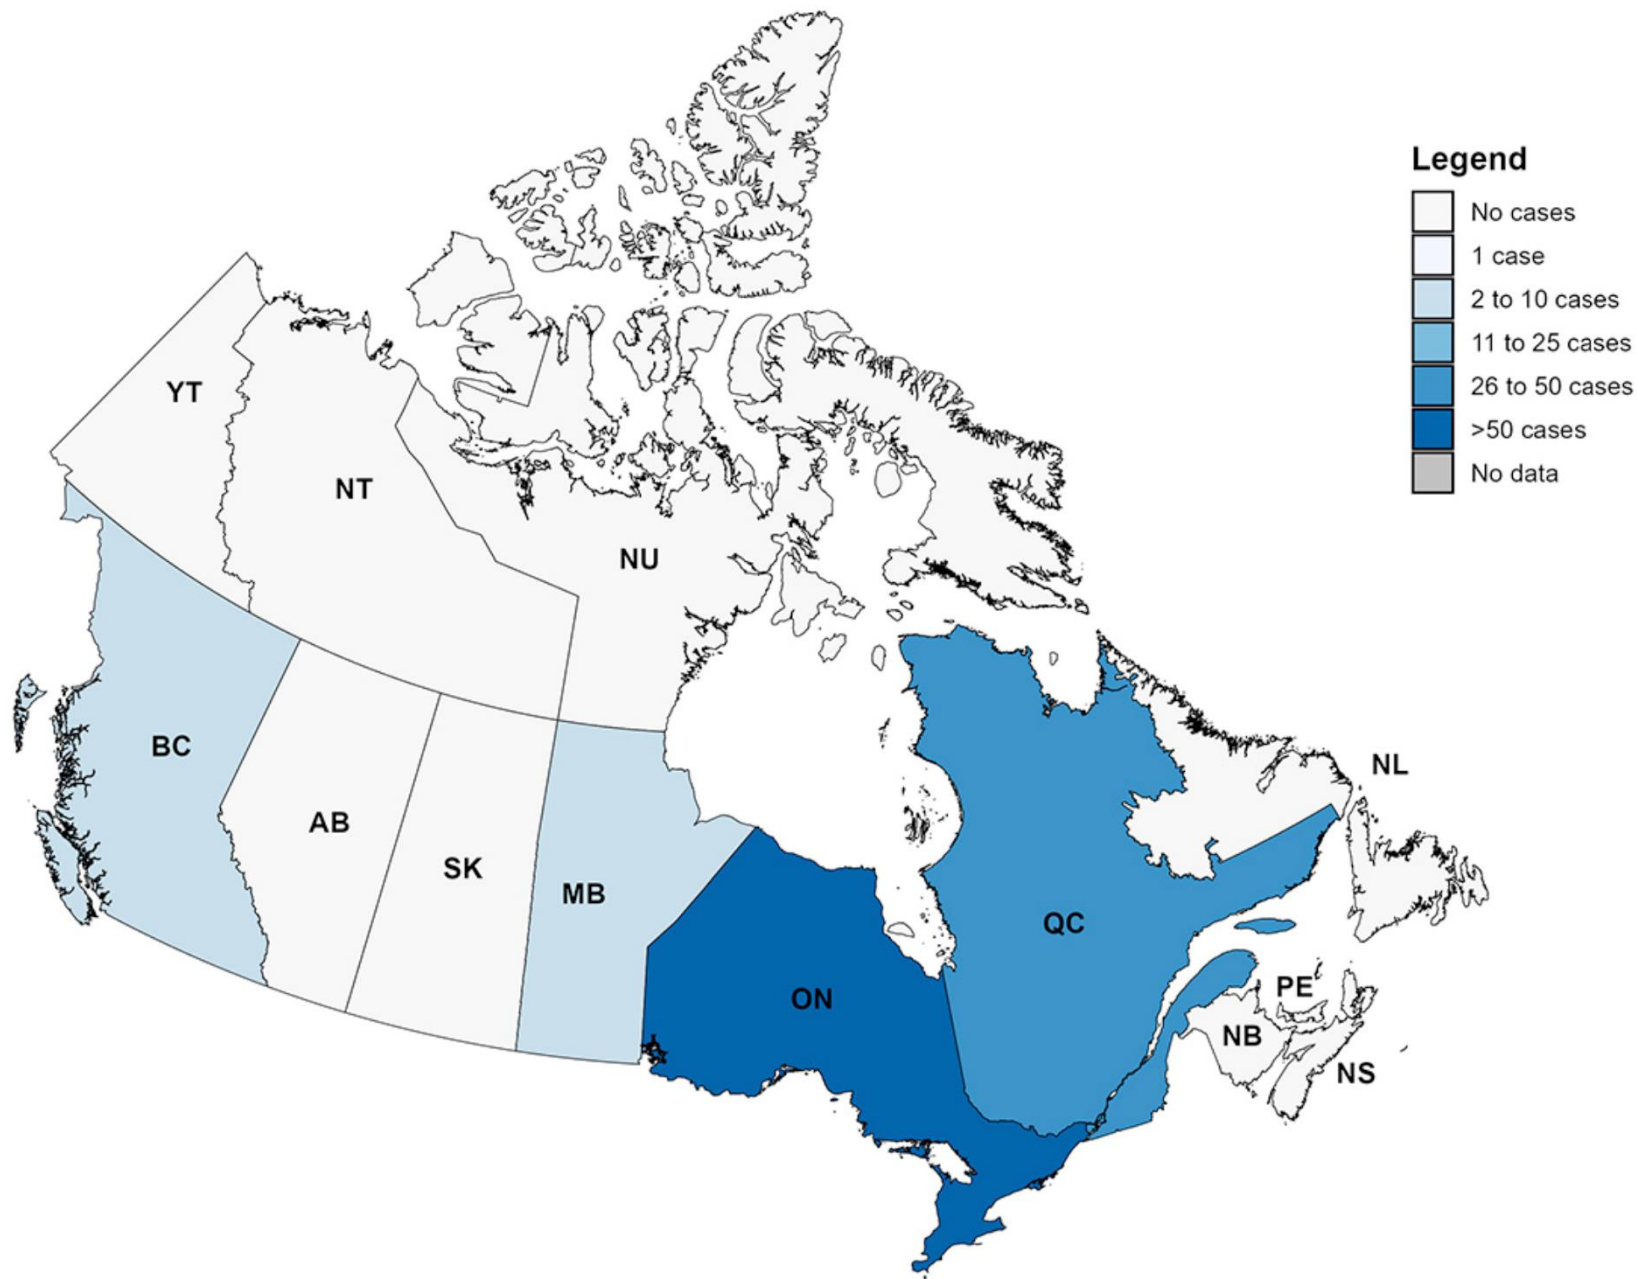 Legend
No cases
1 case
2 to 10 cases
11 to 25 cases
26 to 50 cases
>50 cases
No data
YT
NT
NU
BC
AB
SK
MB
ON
QC
NL
PE
NB
NS